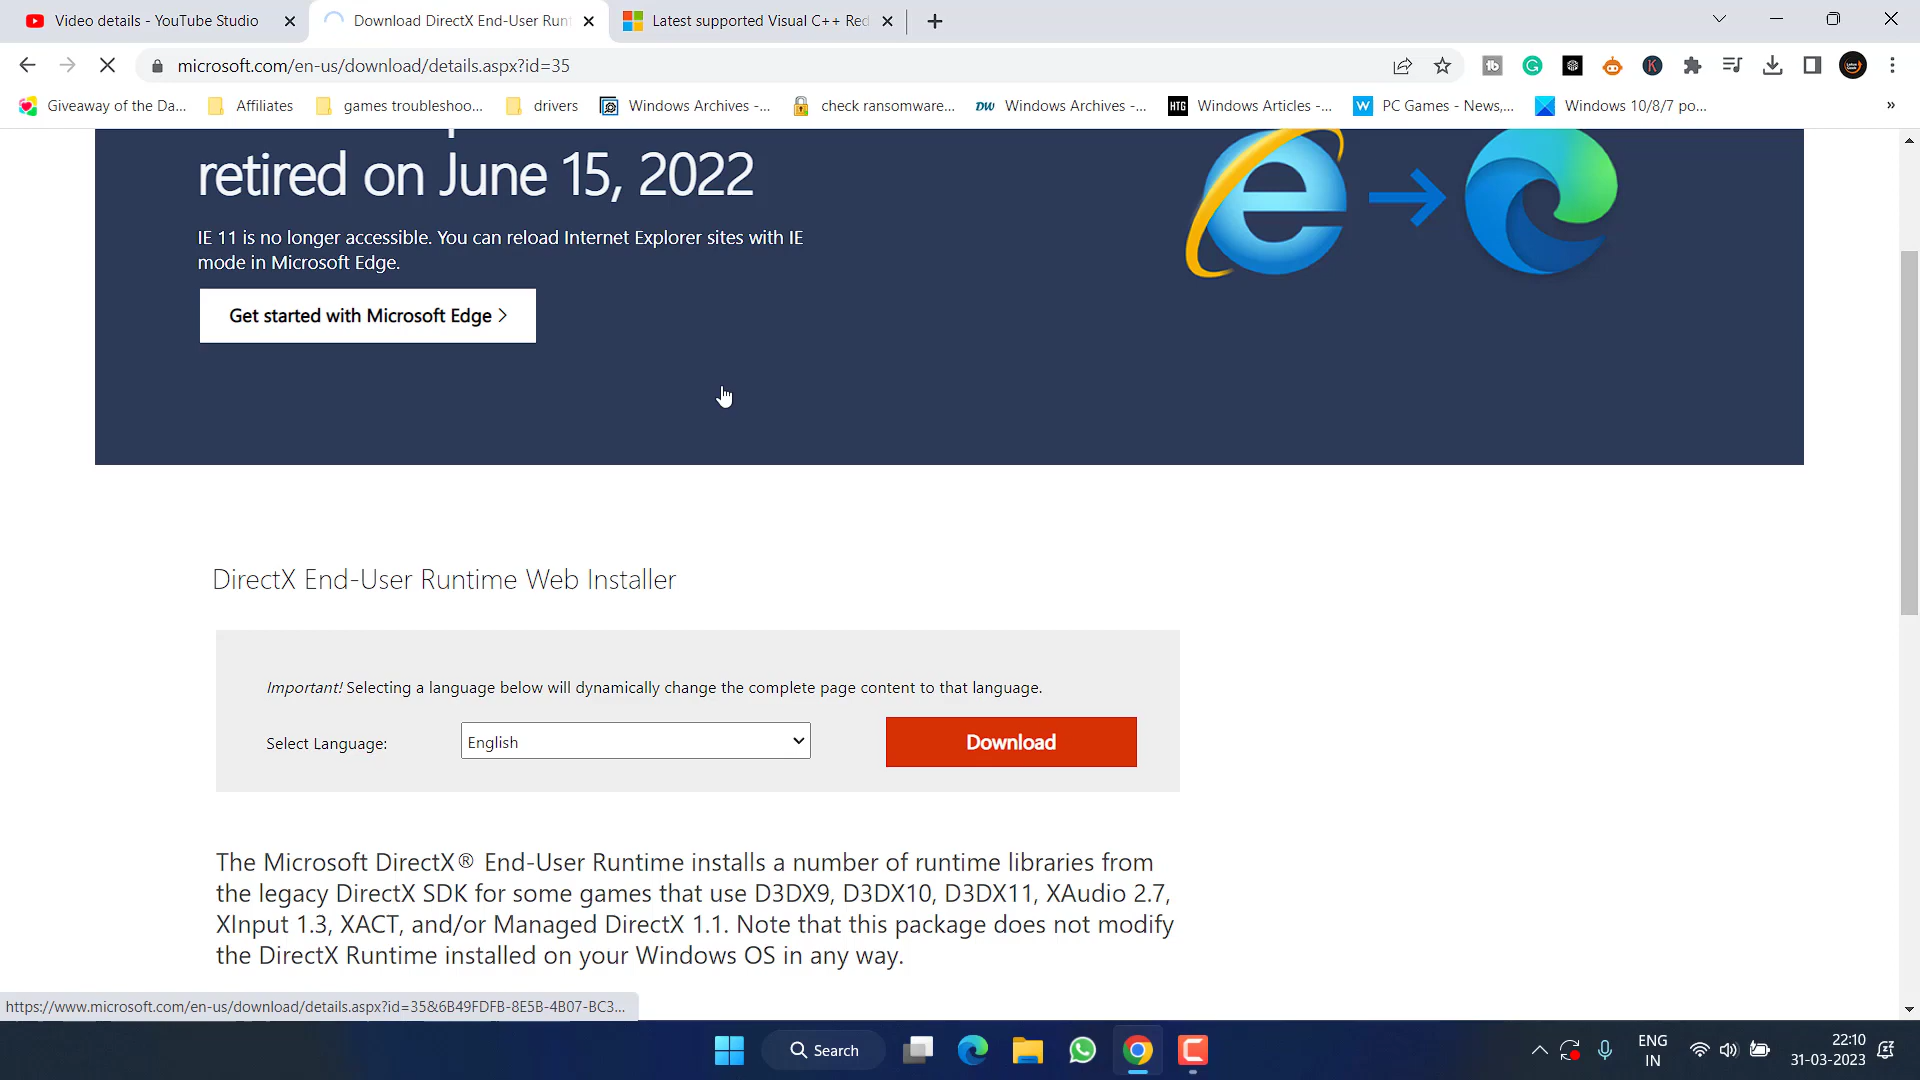 Video details - YouTube Studio
Download DirectX End-User Run
Latest supported Visual C++ Red
microsoft.com/en-us/download/details.aspx?id=35
Giveaway of the Da...
Affiliates
games troubleshoo...
drivers
Windows Archives -...
check ransomware...
DW Windows Archives -...
HTG Windows Articles -...
W PC Games - News,...
Windows 10/8/7 po...
retired on June 15, 2022
IE 11 is no longer accessible. You can reload Internet Explorer sites with IE
mode in Microsoft Edge.
Get started with Microsoft Edge
DirectX End-User Runtime Web Installer
Important! Selecting a language below will dynamically change the complete page content to that language.
Select Language:
English
Download
The Microsoft DirectX® End-User Runtime installs a number of runtime libraries from
the legacy DirectX SDK for some games that use D3DX9, D3DX10, D3DX11, XAudio 2.7,
XInput 1.3, XACT, and/or Managed DirectX 1.1. Note that this package does not modify
the DirectX Runtime installed on your Windows OS in any way.
https://www.microsoft.com/en-us/download/details.aspx?id=35&6B49FDFB-8E5B-4B07-BC3...
Search
ENG
IN
22:10
31-03-2023